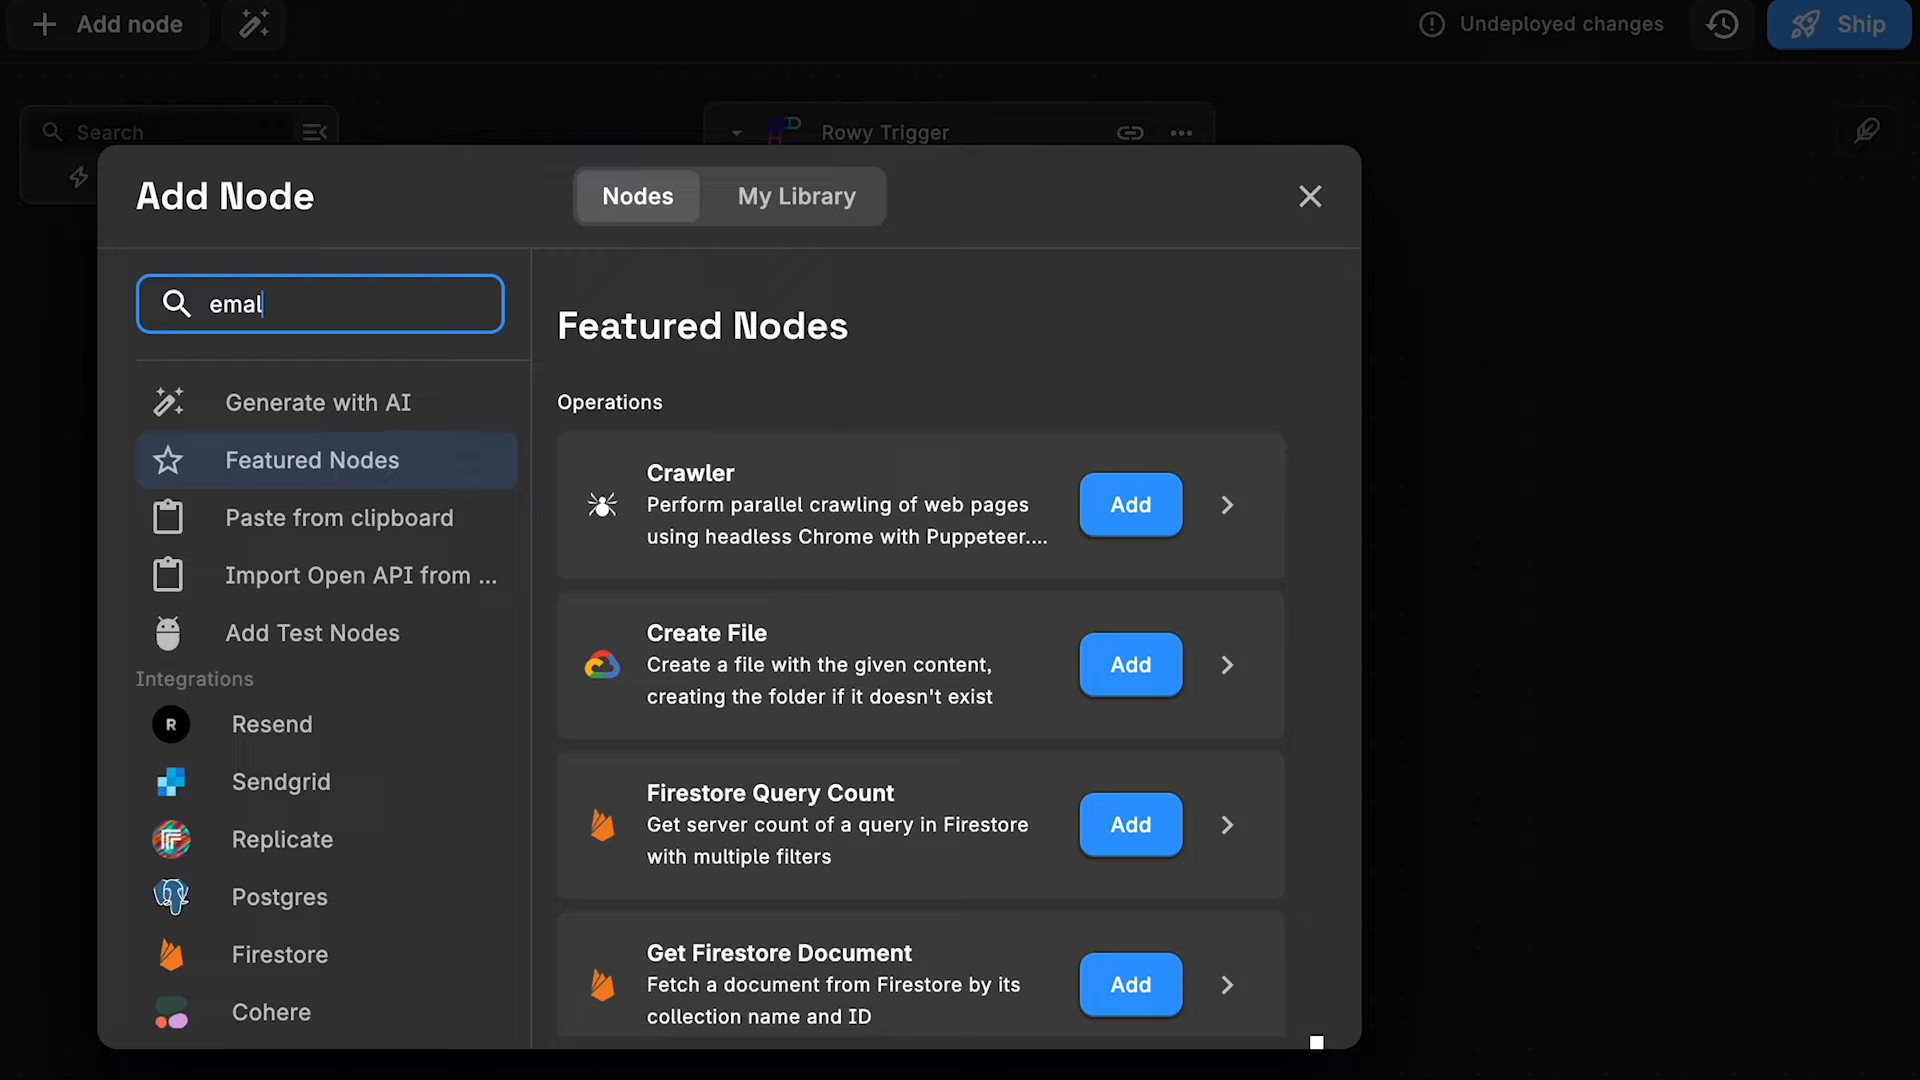 Add node
Undeployed changes
Ship
Search
Rowy Trigger
Add Node
Nodes
My Library
emal
Generate with AI
Featured Nodes
Paste from clipboard
Import Open API from ...
Add Test Nodes
Integrations
R
Resend
Sendgrid
Replicate
Postgres
Firestore
Cohere
Featured Nodes
Operations
Crawler
Perform parallel crawling of web pages
using headless Chrome with Puppeteer....
Add
Create File
Create a file with the given content,
creating the folder if it doesn't exist
Add
Firestore Query Count
Get server count of a query in Firestore
with multiple filters
Add
Get Firestore Document
Fetch a document from Firestore by its
collection name and ID
Add